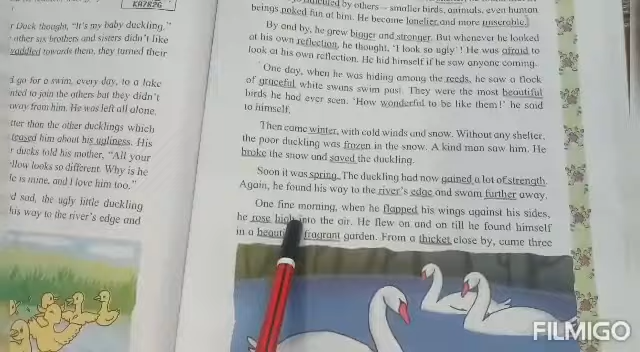 KA7826
r Duck thought, "It's my baby duckling."
other six brothers and sisters didn't like
waddled towards them, they turned their
d go for a swim, every day, to a lake
nted to join the others but they didn't
away from him. He was left all alone.
tter than the other ducklings which
teased him about his ugliness. His
r ducks told his mother, "All your
llow looks so different. Why is he
le is mine, and I love him too."
d sad, the ugly little duckling
his way to the river's edge and
by others – smaller birds, animals, even human
beings poked fun at him. He became lonelier and more miserable.
By and by, he grew bigger and stronger. But whenever he looked
at his own reflection, he thought, 'I look so ugly'! He was afraid to
look at his own reflection. He hid himself if he saw anyone coming.
One day, when he was hiding among the reeds, he saw a flock
of graceful white swans swim past. They were the most beautiful
birds he had ever seen. 'How wonderful to be like them!' he said
to himself.
Then came winter, with cold winds and snow. Without any shelter,
the poor duckling was frozen in the snow. A kind man saw him. He
broke the snow and saved the duckling.
Soon it was spring. The duckling had now gained a lot of strength.
Again, he found his way to the river's edge and swam further away.
One fine morning, when he flapped his wings against his sides,
he rose high into the air. He flew on and on till he found himself
in a fragrant garden. From a thicket close by, came three
FILMIGO